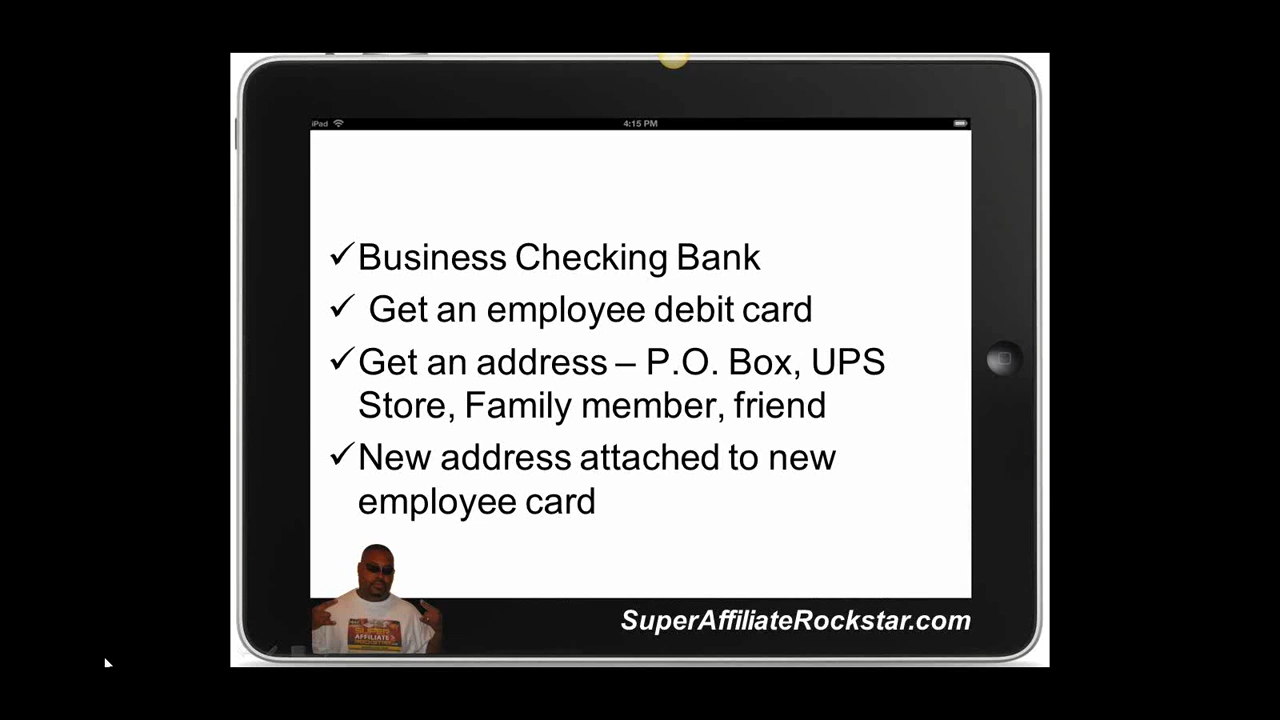 iPad
4:15 PM
✓Business Checking Bank
✓ Get an employee debit card
✓Get an address – P.O. Box, UPS
Store, Family member, friend
✓New address attached to new
employee card
AFFILIATE
SuperAffiliateRockstar.com